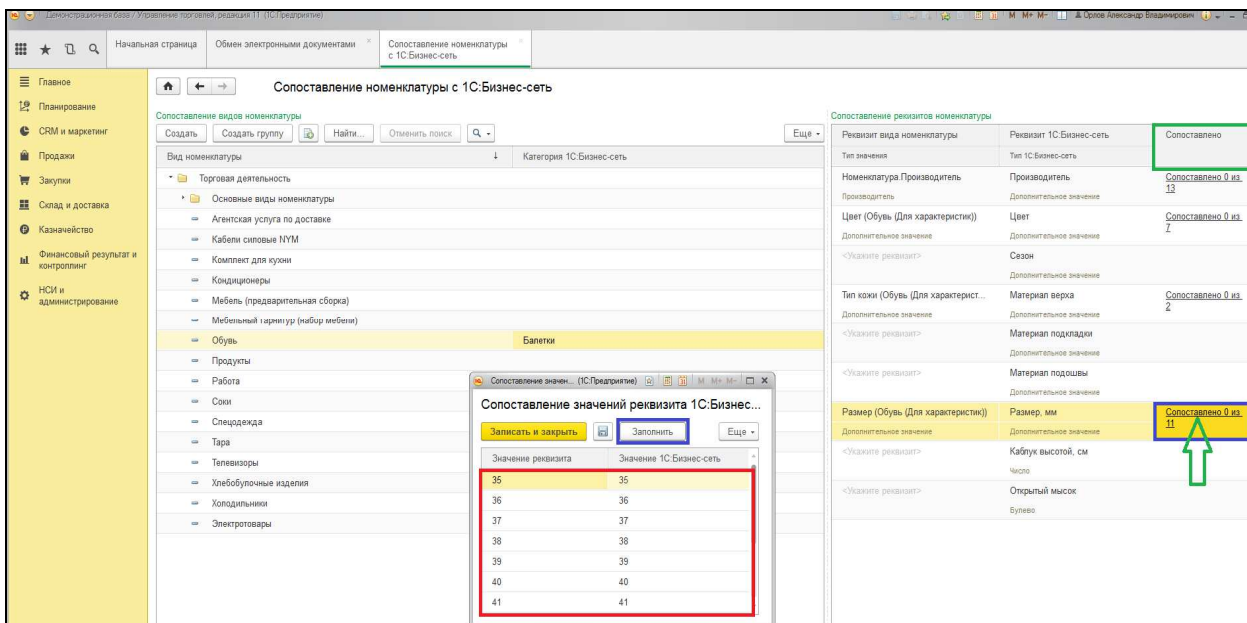 Демонстрационная база / Управление торговлей, редакция 11 (1С:Предприятие)
M M+ M- Орлов Александр Владимирович
Начальная страница
Обмен электронными документами ×
Сопоставление номенклатуры с 1С:Бизнес-сеть ×
Главное
Планирование
CRM и маркетинг
Продажи
Закупки
Склад и доставка
Казначейство
Финансовый результат и
контроллинг
НСИ и
администрирование
Сопоставление номенклатуры с 1С:Бизнес-сеть
Сопоставление видов номенклатуры
Создать Создать группу Найти... Отменить поиск Еще
Вид номенклатуры ↓ Категория 1С:Бизнес-сеть
Торговая деятельность
Основные виды номенклатуры
Агентская услуга по доставке
Кабели силовые NYM
Комплект для кухни
Кондиционеры
Мебель (предварительная сборка)
Мебельный гарнитур (набор мебели)
Обувь Балетки
Продукты
Работа
Соки
Спецодежда
Тара
Телевизоры
Хлебобулочные изделия
Холодильники
Электротовары
Сопоставление значен... (1С:Предприятие) M M+ M- ×
Сопоставление значений реквизита 1С:Бизнес...
Записать и закрыть Заполнить Еще
Значение реквизита Значение 1С:Бизнес-сеть
35 35
36 36
37 37
38 38
39 39
40 40
41 41
Сопоставление реквизитов номенклатуры
Реквизит вида номенклатуры Реквизит 1С:Бизнес-сеть Сопоставлено
Тип значения Тип 1С:Бизнес-сеть
Номенклатура.Производитель Производитель Сопоставлено 0 из
13
Производитель Дополнительное значение
Цвет (Обувь (Для характеристик)) Цвет Сопоставлено 0 из
7
Дополнительное значение Дополнительное значение
<Укажите реквизит> Сезон
Дополнительное значение
Тип кожи (Обувь (Для характерист... Материал верха Сопоставлено 0 из
2
Дополнительное значение Дополнительное значение
<Укажите реквизит> Материал подкладки
Дополнительное значение
<Укажите реквизит> Материал подошвы
Дополнительное значение
Размер (Обувь (Для характеристик)) Размер, мм Сопоставлено 0 из
11
Дополнительное значение Дополнительное значение
<Укажите реквизит> Каблук высотой, см
Число
<Укажите реквизит> Открытый мысок
Булево